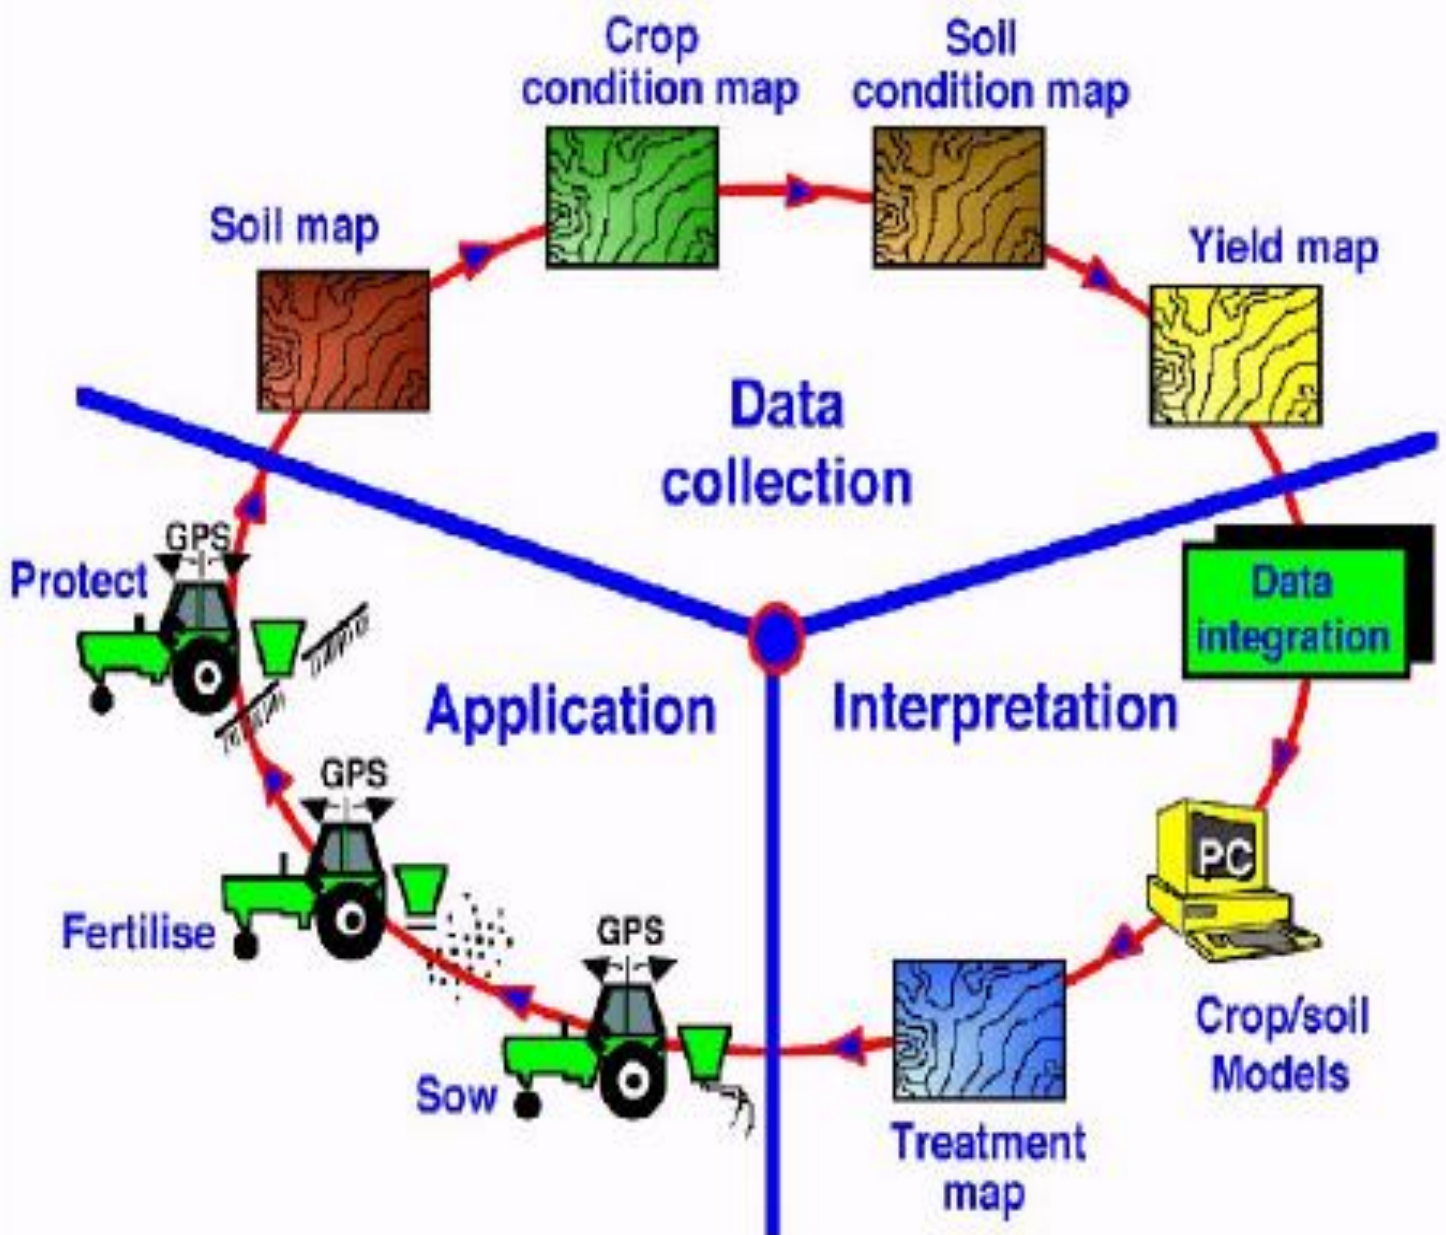 Crop
condition map
Soil
condition map
Soil map
Yield map
Data
collection
GPS
Protect
Data
integration
Application
Interpretation
GPS
PC
Fertilise
GPS
Sow
Crop/soil
Models
Treatment
map